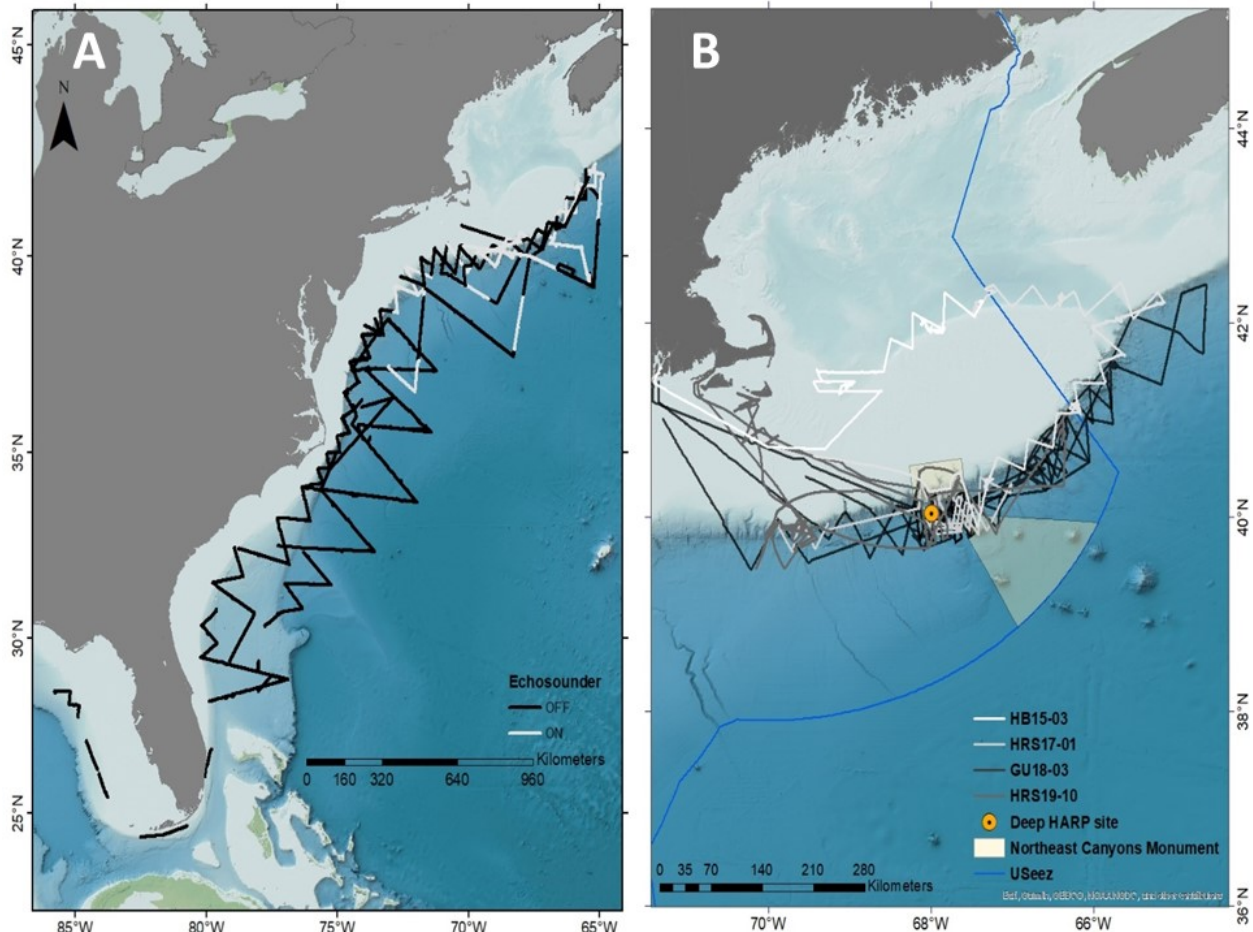 A
N
45°N
40°N
35°N
30°N
25°N
85°W
80°W
75°W
70°W
65°W
Echosounder
OFF
ON
Kilometers
0 160 320 640 960
B
44°N
42°N
40°N
38°N
36°N
70°W
68°W
66°W
HB15-03
HRS17-01
GU18-03
HRS19-10
Deep HARP site
Northeast Canyons Monument
USeez
0 35 70 140 210 280
Kilometers